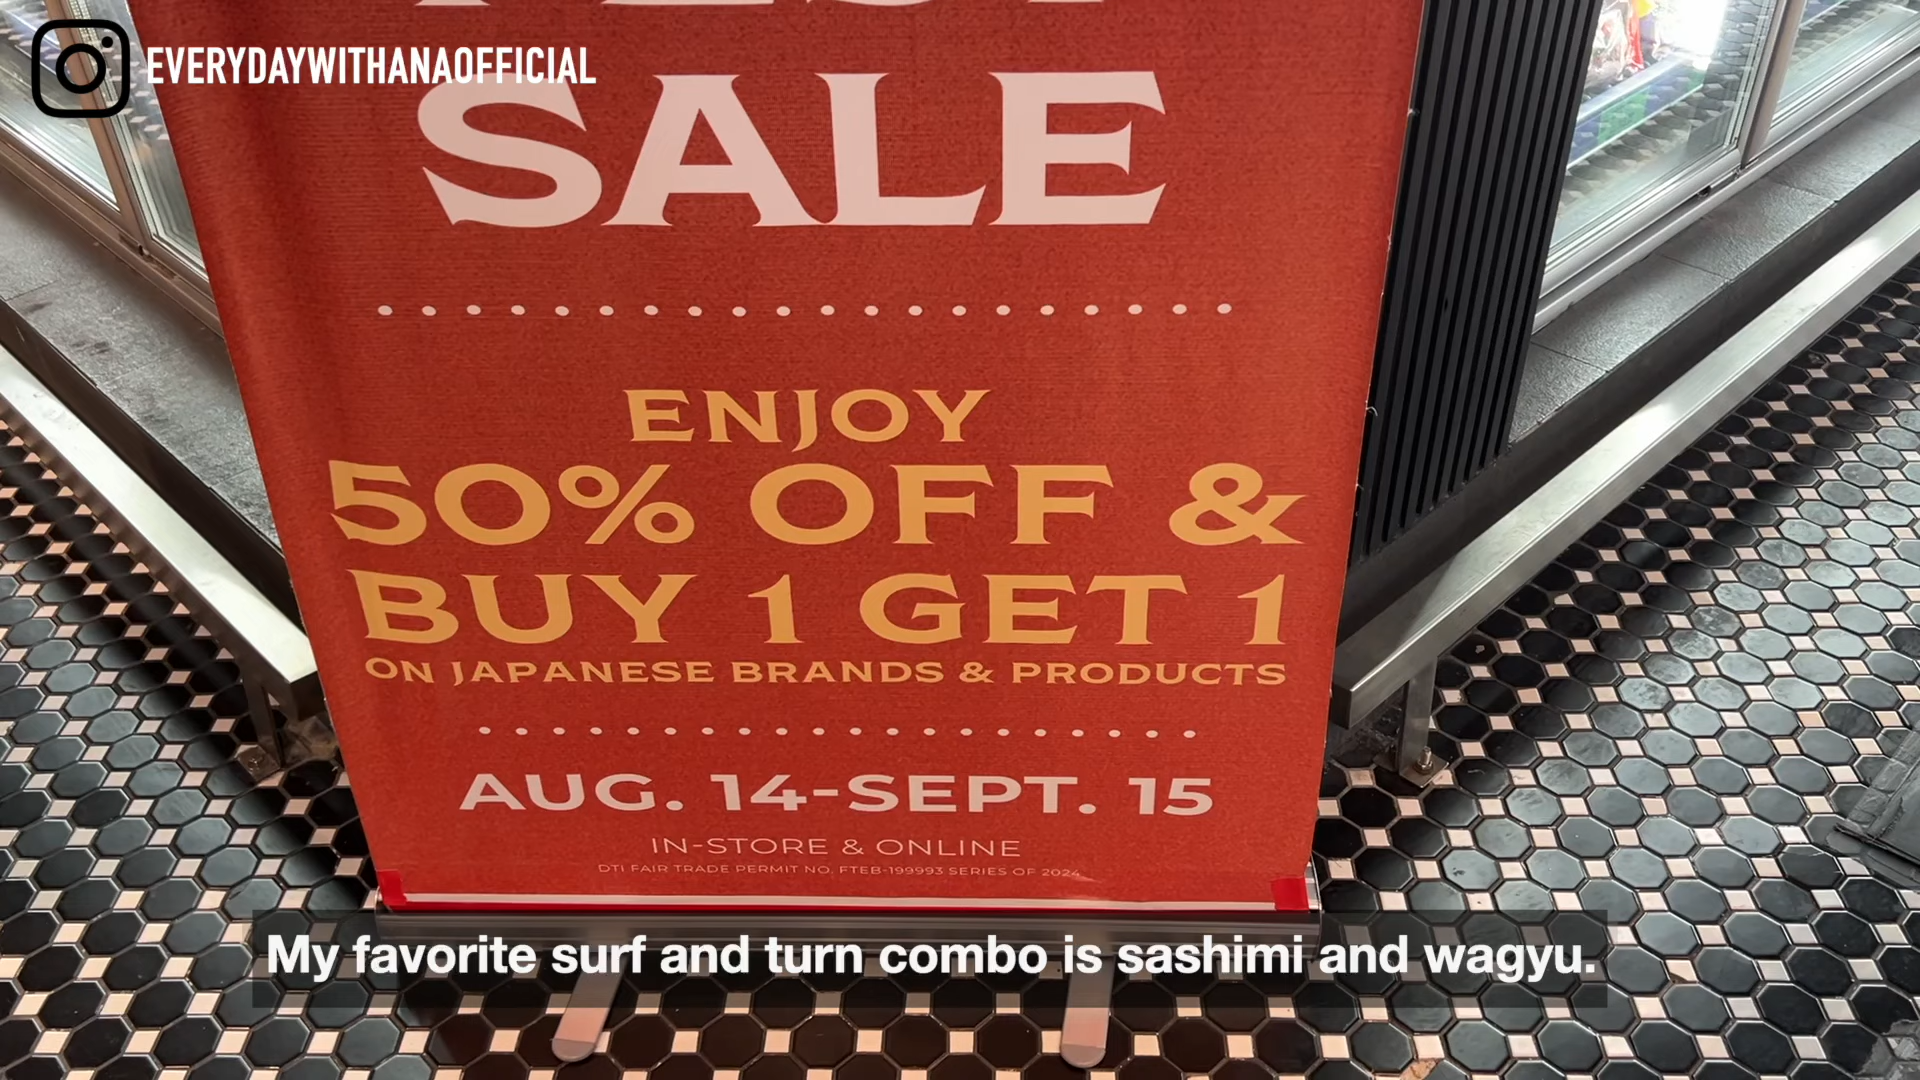 EVERYDAYWITHANAOFFICIAL
SALE
ENJOY
50% OFF &
BUY 1 GET 1
ON JAPANESE BRANDS & PRODUCTS
AUG. 14-SEPT. 15
IN-STORE & ONLINE
DTI FAIR TRADE PERMIT NO. FTEB-199993 SERIES OF 2024
My favorite surf and turn combo is sashimi and wagyu.